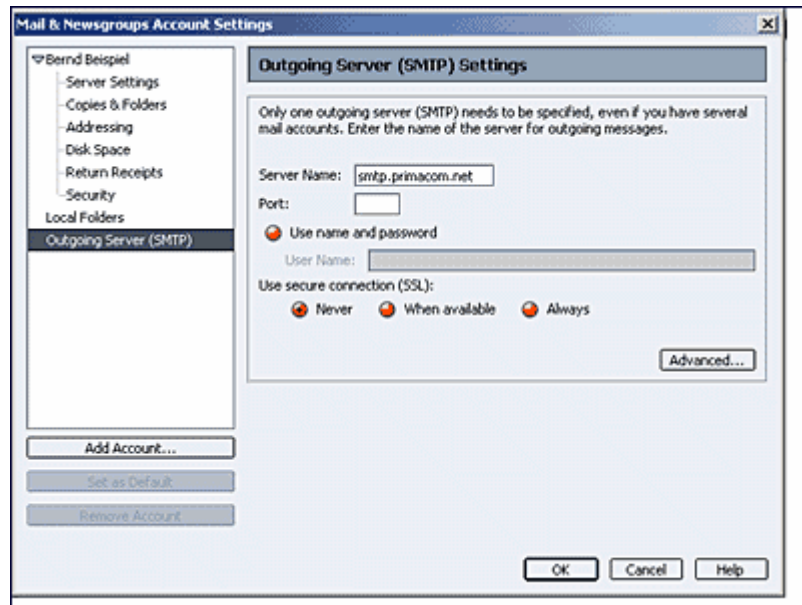 Mail & Newsgroups Account Settings
Bernd Beispiel
Server Settings
Copies & Folders
Addressing
Disk Space
Return Receipts
Security
Local Folders
Outgoing Server (SMTP)
Add Account...
Set as Default
Remove Account
Outgoing Server (SMTP) Settings
Only one outgoing server (SMTP) needs to be specified, even if you have several
mail accounts. Enter the name of the server for outgoing messages.
Server Name: smtp.primacom.net
Port:
Use name and password
User Name:
Use secure connection (SSL):
Never When available Always
Advanced...
OK Cancel Help